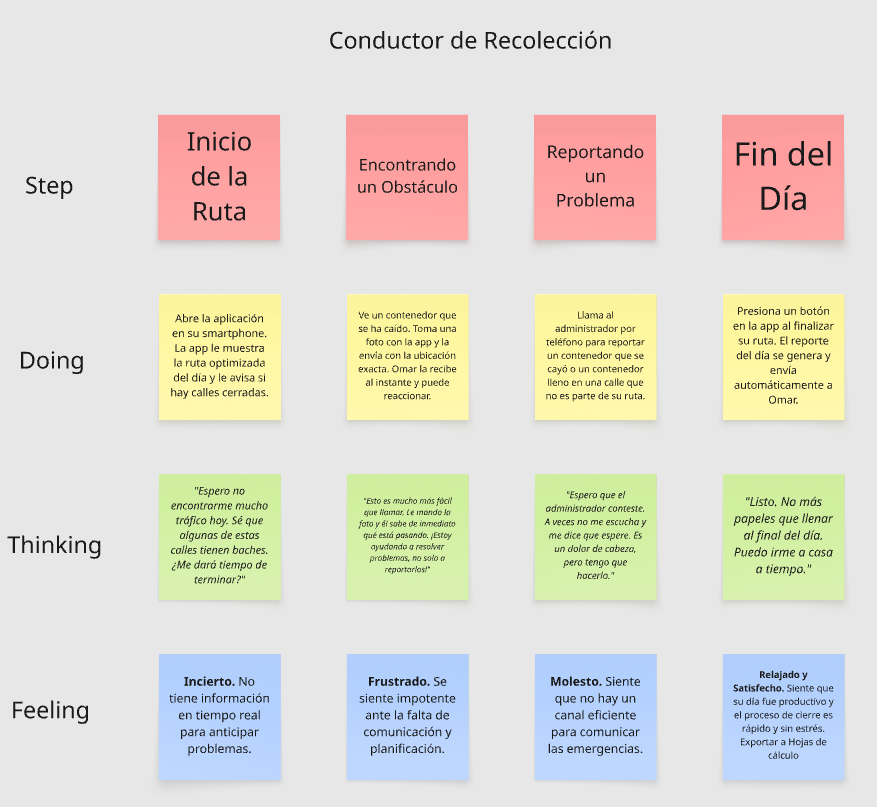 Conductor de Recolección
Step
Inicio
de la
Ruta
Encontrando
un Obstáculo
Reportando
un
Problema
Fin del
Día
Doing
Abre la aplicación
en su smartphone.
La app le muestra
la ruta optimizada
del día y le avisa si
hay calles cerradas.
Ve un contenedor que
se ha caído. Toma una
foto con la app y la
envía con la ubicación
exacta. Omar la recibe
al instante y puede
reaccionar.
Llama al
administrador por
teléfono para reportar
un contenedor que se
cayó o un contenedor
lleno en una calle que
no es parte de su ruta.
Presiona un botón
en la app al finalizar
su ruta. El reporte
del día se genera y
envía
automáticamente a
Omar.
Thinking
"Espero no
encontrarme mucho
tráfico hoy. Sé que
algunas de estas
calles tienen baches.
¿Me dará tiempo de
terminar?"
"Esto es mucho más fácil
que llamar. Le mando la
foto y él sabe de inmediato
qué está pasando. ¡Estoy
ayudando a resolver
problemas, no solo a
reportarlos!"
"Espero que el
administrador conteste.
A veces no me escucha y
me dice que espere. Es
un dolor de cabeza,
pero tengo que
hacerlo."
"Listo. No más
papeles que llenar
al final del día.
Puedo irme a casa
a tiempo."
Feeling
Incierto. No
tiene información
en tiempo real
para anticipar
problemas.
Frustrado. Se
siente impotente
ante la falta de
comunicación y
planificación.
Molesto. Siente
que no hay un
canal eficiente
para comunicar
las emergencias.
Relajado y
Satisfecho. Siente que
su día fue productivo y
el proceso de cierre es
rápido y sin estrés.
Exportar a Hojas de
cálculo